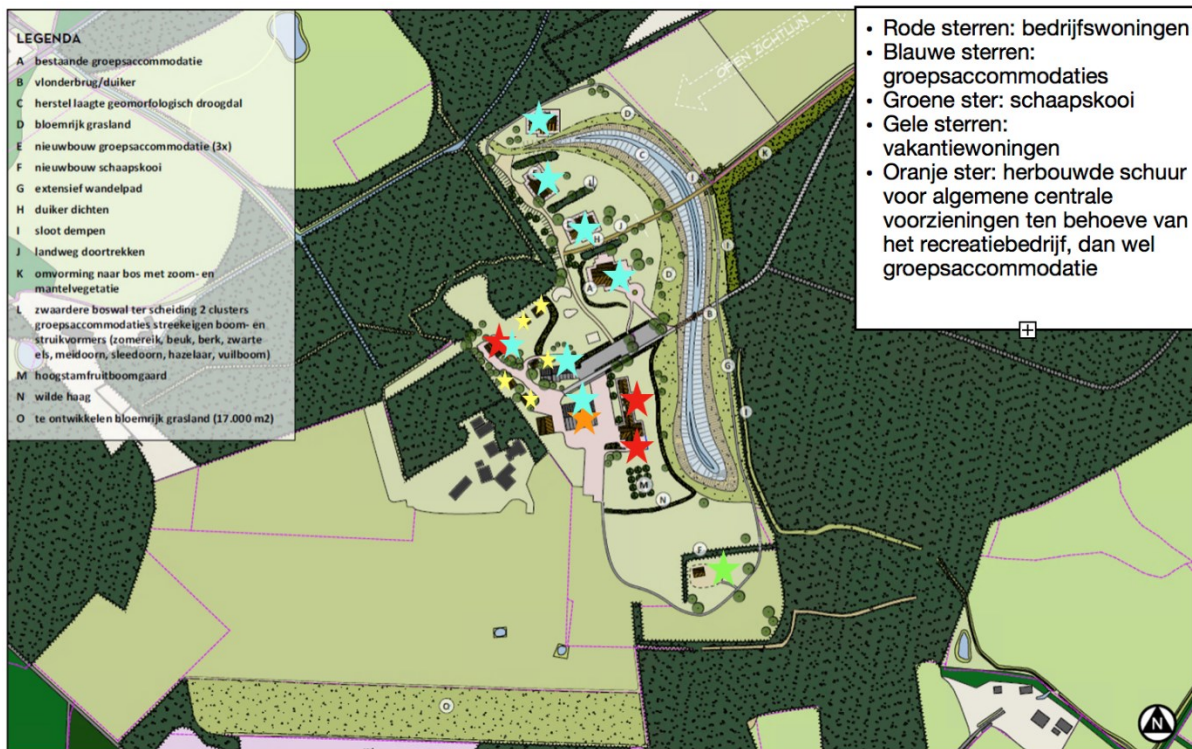 LEGENDA
A bestaande groepsaccommodatie
B vlonderbrug/duiker
C herstel laagte geomorfologisch droogdal
D bloemrijk grasland
E nieuwbouw groepsaccommodatie (3x)
F nieuwbouw schaapskooi
G extensief wandelpad
H duiker dichten
I sloot dempen
J landweg doortrekken
K omvorming naar bos met zoom- en
mantelvegetatie
L zwaardere boswal ter scheiding 2 clusters
groepsaccommodaties streekeigen boom- en
struikvormers (zomereik, beuk, berk, zwarte
els, meidoorn, sleedoorn, hazelaar, vuilboom)
M hoogstamfruitboomgaard
N wilde haag
O te ontwikkelen bloemrijk grasland (17.000 m2)
• Rode sterren: bedrijfswoningen
• Blauwe sterren:
groepsaccommodaties
• Groene ster: schaapskooi
• Gele sterren:
vakantiewoningen
• Oranje ster: herbouwde schuur
voor algemene centrale
voorzieningen ten behoeve van
het recreatiebedrijf, dan wel
groepsaccommodatie
OPEN ZICHTLIJN
D
C
K
I
L
E
J
H
D
I
A
B
G
I
M
N
F
O
N